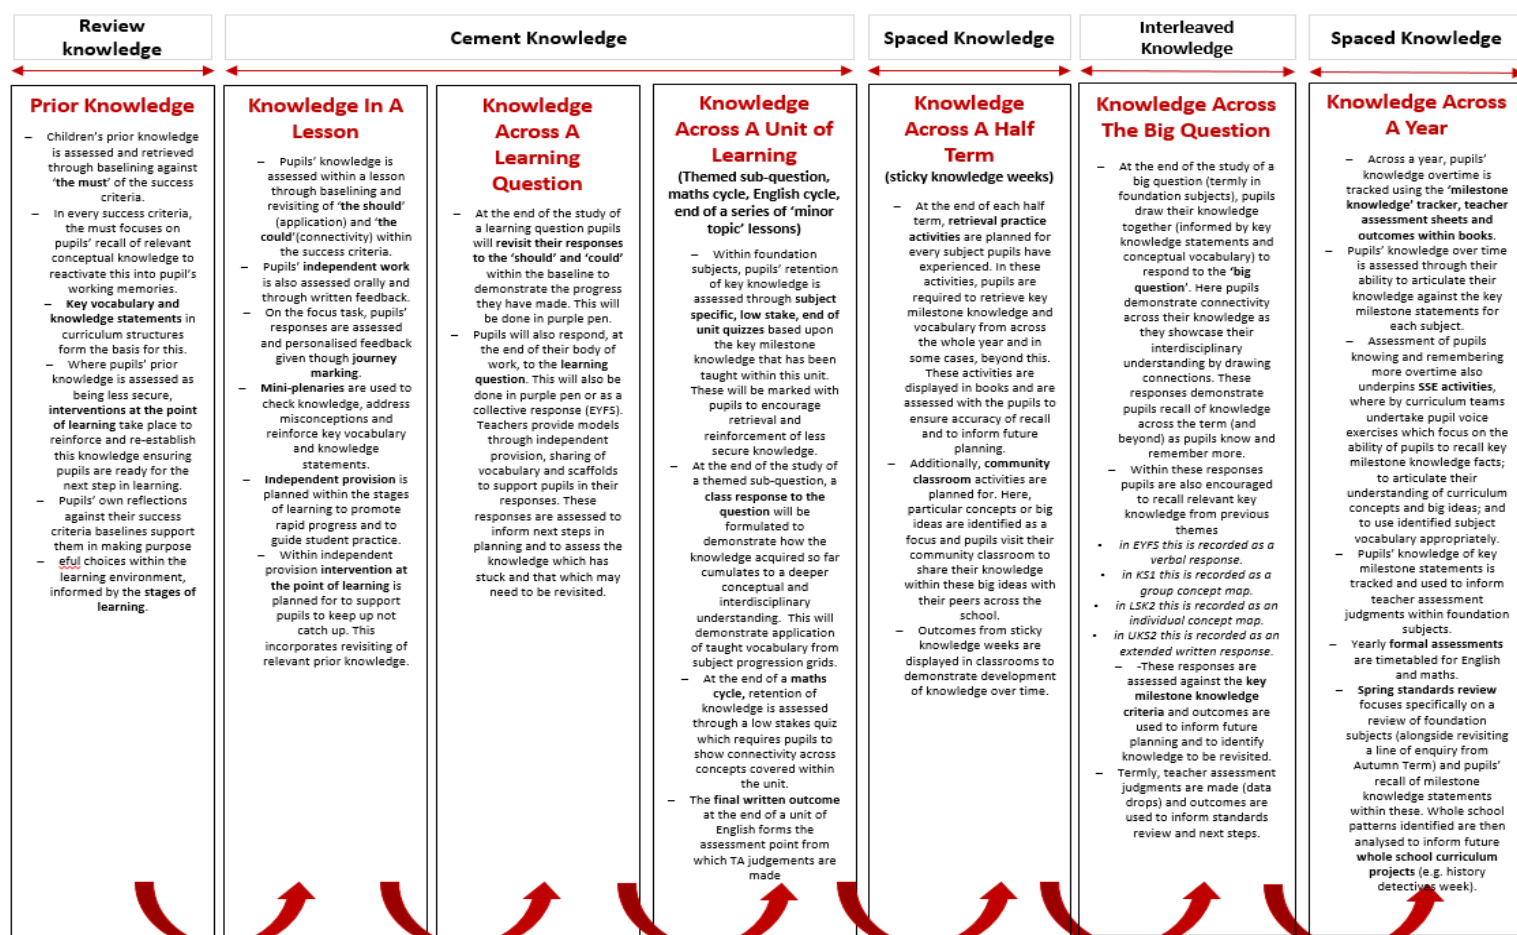 Review
knowledge
Cement Knowledge
Spaced Knowledge
Interleaved
Knowledge
Spaced Knowledge
Prior Knowledge
– Children's prior knowledge
is assessed and retrieved
through baselining against
'the must' of the success
criteria.
– In every success criteria,
the must focuses on
pupils' recall of relevant
conceptual knowledge to
reactivate this into pupil's
working memories.
– Key vocabulary and
knowledge statements in
curriculum structures
form the basis for this.
– Where pupils' prior
knowledge is assessed as
being less secure,
interventions at the point
of learning take place to
reinforce and re-establish
this knowledge ensuring
pupils are ready for the
next step in learning.
– Pupils' own reflections
against their success
criteria baselines support
them in making purpose
– eful choices within the
learning environment,
informed by the stages of
learning.
Knowledge In A
Lesson
– Pupils' knowledge is
assessed within a lesson
through baselining and
revisiting of 'the should'
(application) and 'the
could'(connectivity) within
the success criteria.
– Pupils' independent work
is also assessed orally and
through written feedback.
– On the focus task, pupils'
responses are assessed
and personalised feedback
given though journey
marking.
– Mini-plenaries are used to
check knowledge, address
misconceptions and
reinforce key vocabulary
and knowledge
statements.
– Independent provision is
planned within the stages
of learning to promote
rapid progress and to
guide student practice.
– Within independent
provision intervention at
the point of learning is
planned for to support
pupils to keep up not
catch up. This
incorporates revisiting of
relevant prior knowledge.
Knowledge
Across A
Learning
Question
– At the end of the study of
a learning question pupils
will revisit their responses
to the 'should' and 'could'
within the baseline to
demonstrate the progress
they have made. This will
be done in purple pen.
– Pupils will also respond, at
the end of their body of
work, to the learning
question. This will also be
done in purple pen or as a
collective response (EYFS).
Teachers provide models
through independent
provision, sharing of
vocabulary and scaffolds
to support pupils in their
responses. These
responses are assessed to
inform next steps in
planning and to assess the
knowledge which has
stuck and that which may
need to be revisited.
Knowledge
Across A Unit of
Learning
(Themed sub-question,
maths cycle, English cycle,
end of a series of 'minor
topic' lessons)
– Within foundation
subjects, pupils' retention
of key knowledge is
assessed through subject
specific, low stake, end of
unit quizzes based upon
the key milestone
knowledge that has been
taught within this unit.
These will be marked with
pupils to encourage
retrieval and
reinforcement of less
secure knowledge.
– At the end of the study of
a themed sub-question, a
class response to the
question will be
formulated to
demonstrate how the
knowledge acquired so far
cumulates to a deeper
conceptual and
interdisciplinary
understanding. This will
demonstrate application
of taught vocabulary from
subject progression grids.
– At the end of a maths
cycle, retention of
knowledge is assessed
through a low stakes quiz
which requires pupils to
show connectivity across
concepts covered within
the unit.
– The final written outcome
at the end of a unit of
English forms the
assessment point from
which TA judgements are
made
Knowledge
Across A Half
Term
(sticky knowledge weeks)
– At the end of each half
term, retrieval practice
activities are planned for
every subject pupils have
experienced. In these
activities, pupils are
required to retrieve key
milestone knowledge and
vocabulary from across
the whole year and in
some cases, beyond this.
These activities are
displayed in books and are
assessed with the pupils to
ensure accuracy of recall
and to inform future
planning.
– Additionally, community
classroom activities are
planned for. Here,
particular concepts or big
ideas are identified as a
focus and pupils visit their
community classroom to
share their knowledge
within these big ideas with
their peers across the
school.
– Outcomes from sticky
knowledge weeks are
displayed in classrooms to
demonstrate development
of knowledge over time.
Knowledge Across
The Big Question
– At the end of the study of a
big question (termly in
foundation subjects), pupils
draw their knowledge
together (informed by key
knowledge statements and
conceptual vocabulary) to
respond to the 'big
question'. Here pupils
demonstrate connectivity
across their knowledge as
they showcase their
interdisciplinary
understanding by drawing
connections. These
responses demonstrate
pupils recall of knowledge
across the term (and
beyond) as pupils know and
remember more.
– Within these responses
pupils are also encouraged
to recall relevant key
knowledge from previous
themes
• in EYFS this is recorded as a
verbal response.
• in KS1 this is recorded as a
group concept map.
• in LSK2 this is recorded as an
individual concept map.
• in UKS2 this is recorded as an
extended written response.
– -These responses are
assessed against the key
milestone knowledge
criteria and outcomes are
used to inform future
planning and to identify
knowledge to be revisited.
– Termly, teacher assessment
judgments are made (data
drops) and outcomes are
used to inform standards
review and next steps.
Knowledge Across
A Year
– Across a year, pupils'
knowledge overtime is
tracked using the 'milestone
knowledge' tracker, teacher
assessment sheets and
outcomes within books.
– Pupils' knowledge over time
is assessed through their
ability to articulate their
knowledge against the key
milestone statements for
each subject.
– Assessment of pupils
knowing and remembering
more overtime also
underpins SSE activities,
where by curriculum teams
undertake pupil voice
exercises which focus on the
ability of pupils to recall key
milestone knowledge facts;
to articulate their
understanding of curriculum
concepts and big ideas; and
to use identified subject
vocabulary appropriately.
– Pupils' knowledge of key
milestone statements is
tracked and used to inform
teacher assessment
judgments within foundation
subjects.
– Yearly formal assessments
are timetabled for English
and maths.
– Spring standards review
focuses specifically on a
review of foundation
subjects (alongside revisiting
a line of enquiry from
Autumn Term) and pupils'
recall of milestone
knowledge statements
within these. Whole school
patterns identified are then
analysed to inform future
whole school curriculum
projects (e.g. history
detectives week).